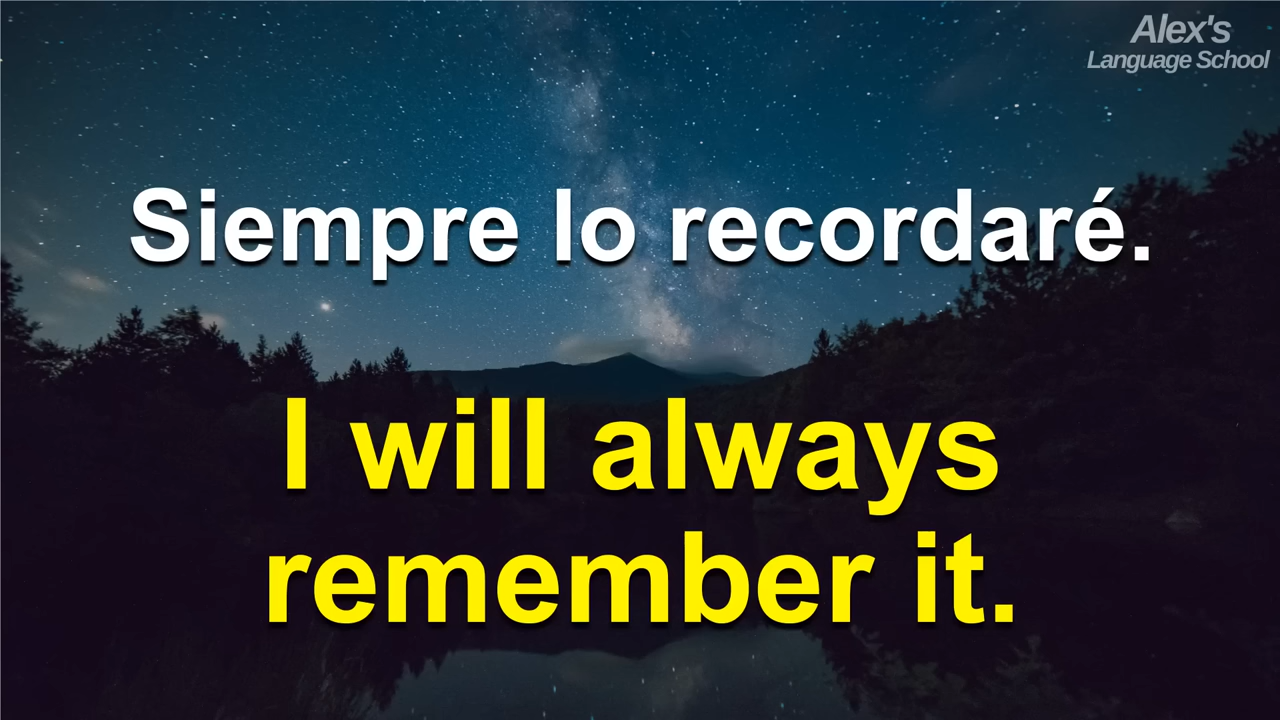 Alex's
Language School
Siempre lo recordaré.
I will always
remember it.